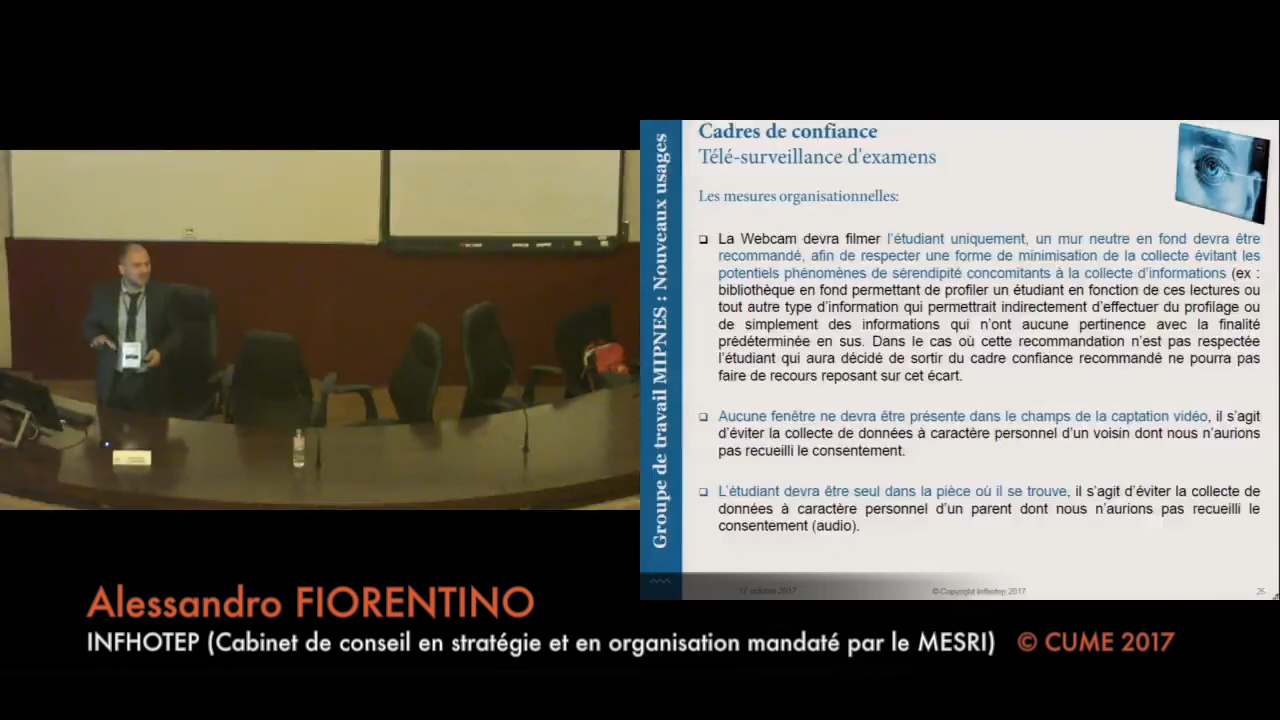 Groupe de travail MIPNES : Nouveaux usages
Cadres de confiance
Télé-surveillance d'examens
Les mesures organisationnelles:
La Webcam devra filmer l'étudiant uniquement, un mur neutre en fond devra être
recommandé, afin de respecter une forme de minimisation de la collecte évitant les
potentiels phénomènes de sérendipité concomitants à la collecte d'informations (ex :
bibliothèque en fond permettant de profiler un étudiant en fonction de ces lectures ou
tout autre type d'information qui permettrait indirectement d'effectuer du profilage ou
de simplement des informations qui n'ont aucune pertinence avec la finalité
prédéterminée en sus. Dans le cas où cette recommandation n'est pas respectée
l'étudiant qui aura décidé de sortir du cadre confiance recommandé ne pourra pas
faire de recours reposant sur cet écart.
Aucune fenêtre ne devra être présente dans le champs de la captation vidéo, il s'agit
d'éviter la collecte de données à caractère personnel d'un voisin dont nous n'aurions
pas recueilli le consentement.
L'étudiant devra être seul dans la pièce où il se trouve, il s'agit d'éviter la collecte de
données à caractère personnel d'un parent dont nous n'aurions pas recueilli le
consentement (audio).
17 octobre 2017
© Copyright Infhotep 2017
Alessandro FIORENTINO
INFHOTEP (Cabinet de conseil en stratégie et en organisation mandaté par le MESRI) © CUME 2017